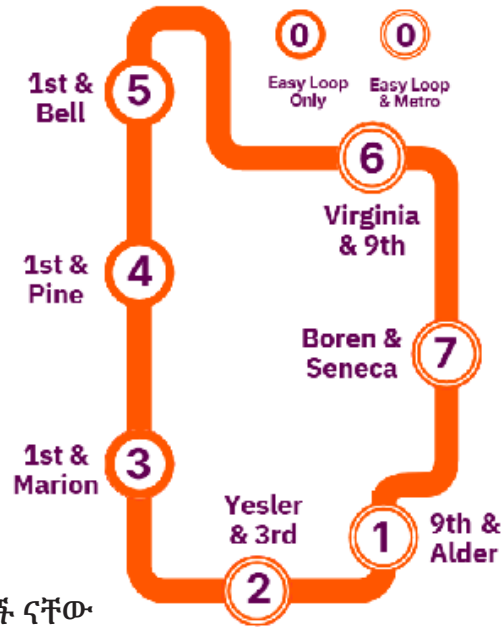 0
0
Easy Loop
Only
Easy Loop
& Metro
1st &
Bell
5
6
Virginia
& 9th
1st &
Pine
4
Boren &
Seneca
7
1st &
Marion
3
Yesler
& 3rd
1
9th &
Alder
2
ናቸው